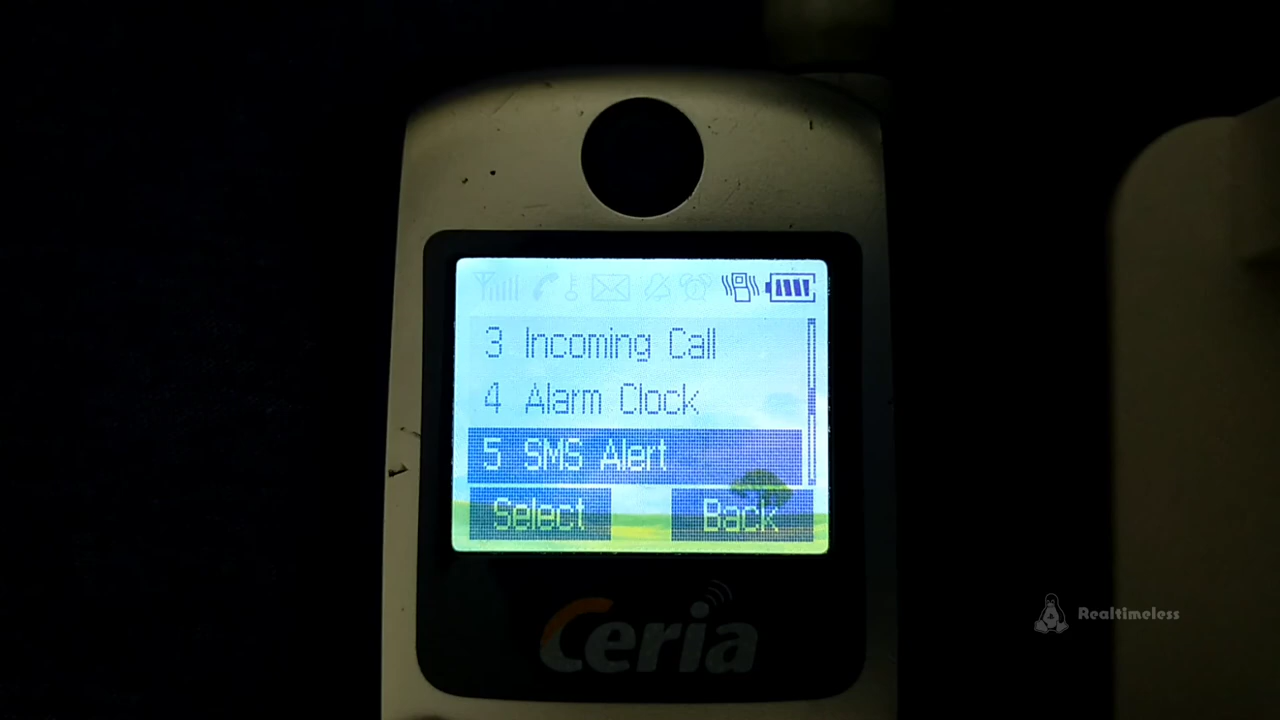 3 Incoming Call
4 Alarm Clock
5 SMS Alert
Select Back
Ceria
Realtimeless